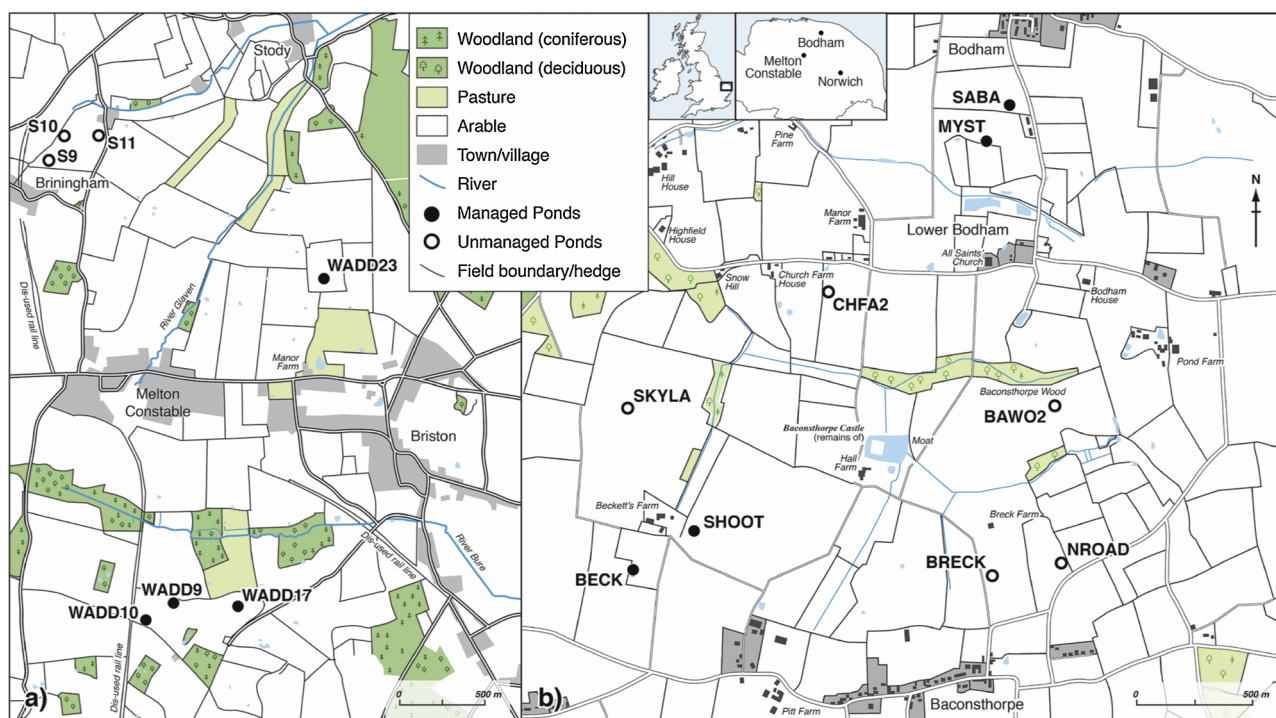 Stody
S10
S11
S9
Briningham
WADD23
Dis-used rail line
River Glaven
Manor
Farm
Melton
Constable
Briston
Dis-used rail line
River Bure
WADD9
WADD17
WADD10
Dis-used rail line
a)
0
500 m
Woodland (coniferous)
Woodland (deciduous)
Pasture
Arable
Town/village
River
Managed Ponds
Unmanaged Ponds
Field boundary/hedge
Bodham
Melton
Constable
Norwich
Bodham
SABA
MYST
Pine
Farm
Hill
House
N
Manor
Farm
Highfield
House
Lower Bodham
All Saints'
Church
Snow
Hill
Church Farm
House
CHFA2
Bodham
House
Pond Farm
SKYLA
Baconsthorpe Wood
BAWO2
Baconsthorpe Castle
(remains of)
Moat
Hall
Farm
Beckett's Farm
SHOOT
Breck Farm
BECK
BRECK
NROAD
b)
Pitt Farm
Baconsthorpe
0
500 m